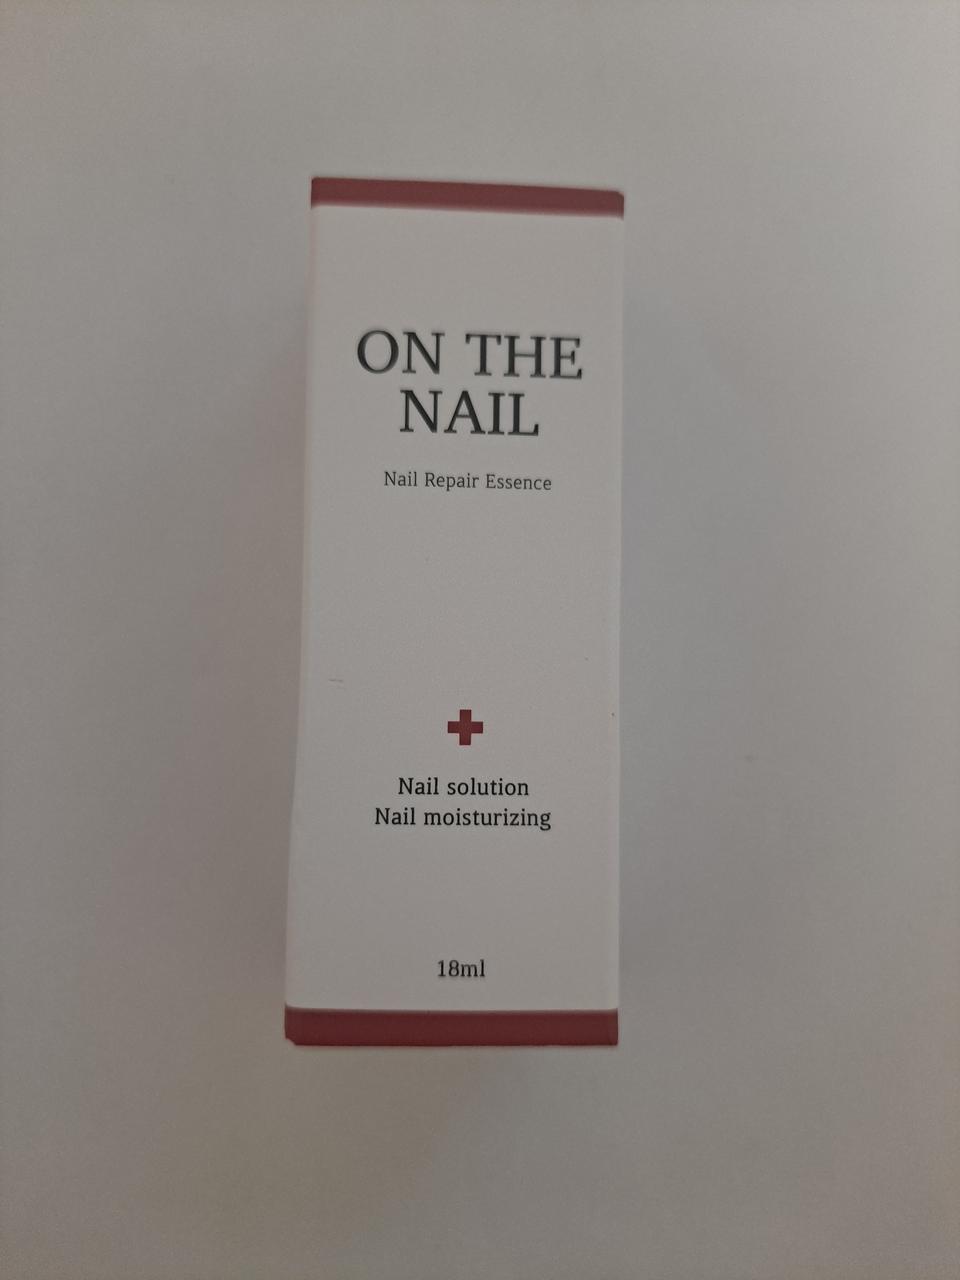 ON THE
NAIL
Nail Repair Essence
Nail solution
Nail moisturizing
18ml